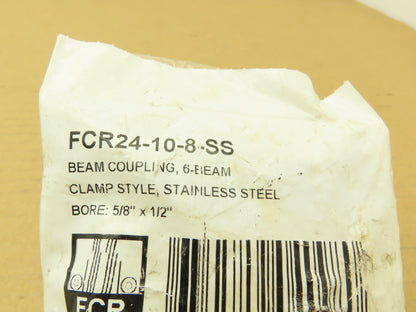 FCR24-10-8-SS
BEAM COUPLING, 6-BEAM
CLAMP STYLE, STAINLESS STEEL
BORE: 5/8" x 1/2"
FCR